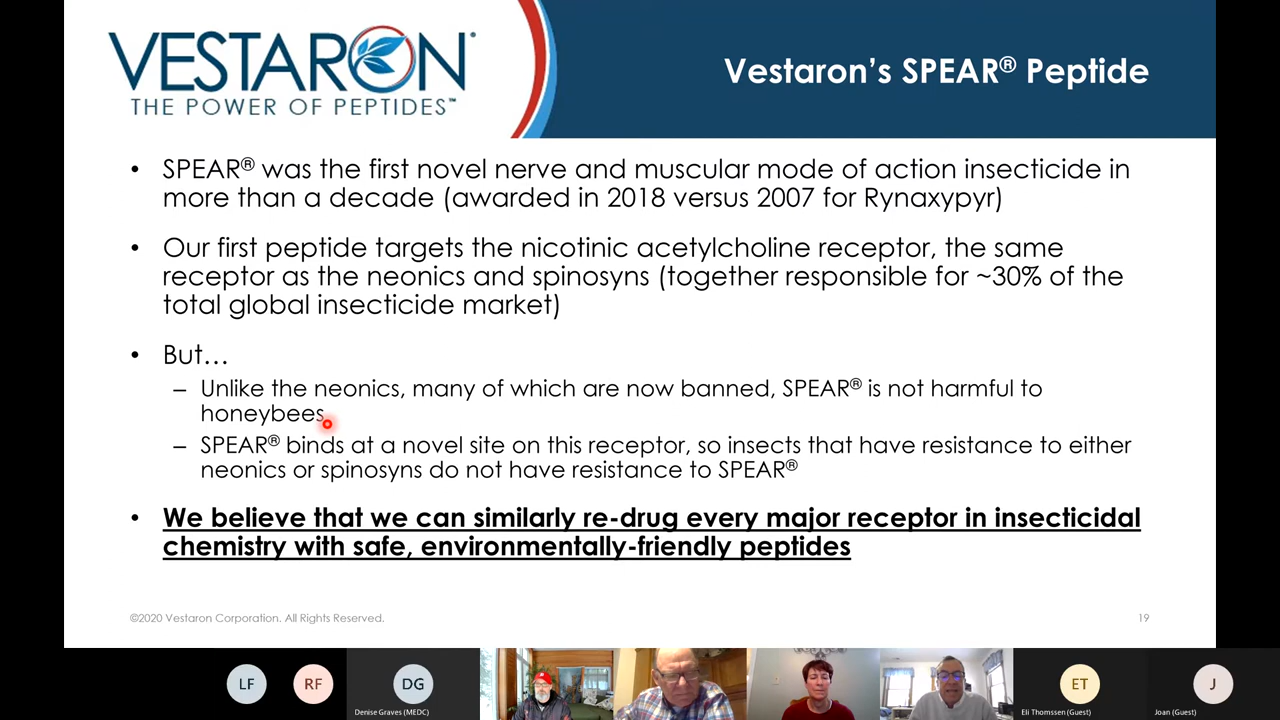 VESTARON®
THE POWER OF PEPTIDES™
Vestaron's SPEAR® Peptide
• SPEAR® was the first novel nerve and muscular mode of action insecticide in
more than a decade (awarded in 2018 versus 2007 for Rynaxypyr)
• Our first peptide targets the nicotinic acetylcholine receptor, the same
receptor as the neonics and spinosyns (together responsible for ~30% of the
total global insecticide market)
• But…
– Unlike the neonics, many of which are now banned, SPEAR® is not harmful to
honeybees
– SPEAR® binds at a novel site on this receptor, so insects that have resistance to either
neonics or spinosyns do not have resistance to SPEAR®
• We believe that we can similarly re-drug every major receptor in insecticidal
chemistry with safe, environmentally-friendly peptides
©2020 Vestaron Corporation. All Rights Reserved.
19
LF
RF
DG
Denise Graves (MEDC)
ET
Eli Thomssen (Guest)
J
Joan (Guest)